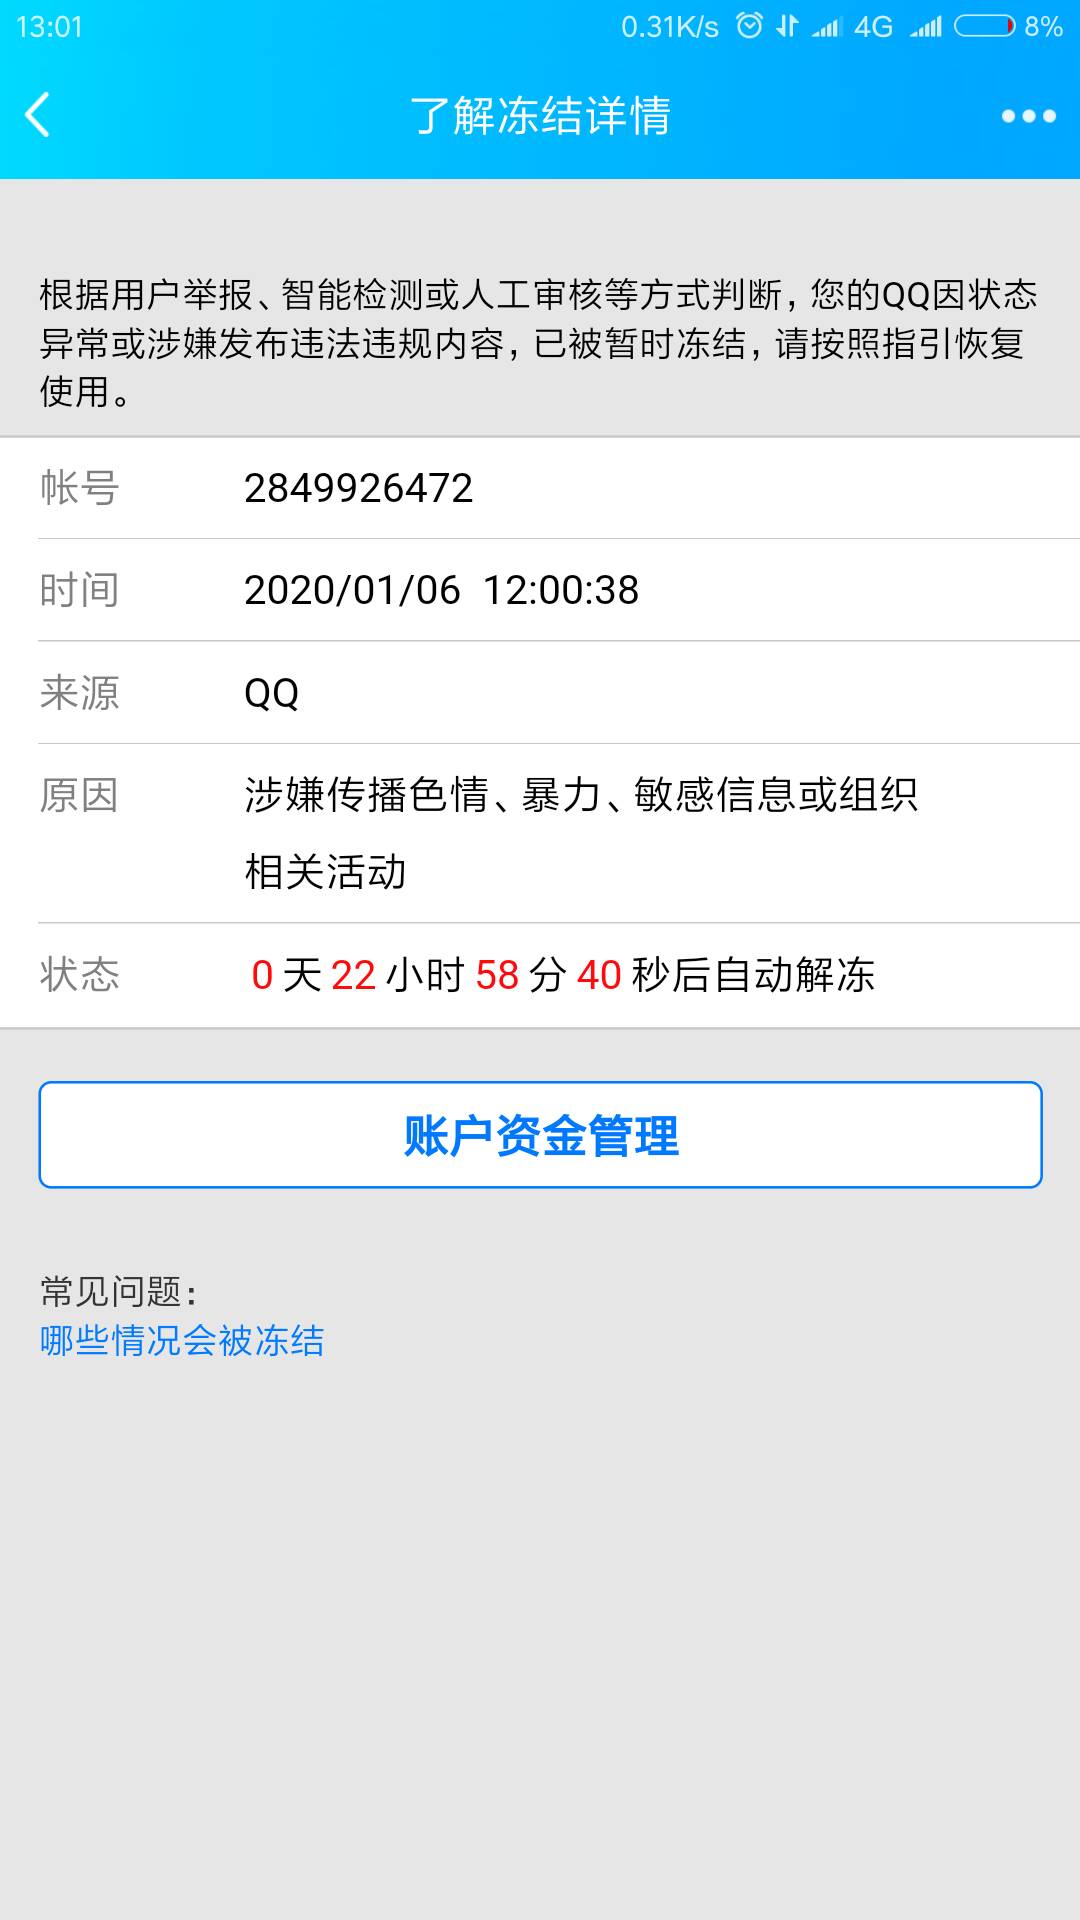 13:01
0.31K/s 4G 8%
了解冻结详情
根据用户举报、智能检测或人工审核等方式判断，您的QQ因状态
异常或涉嫌发布违法违规内容，已被暂时冻结，请按照指引恢复
使用。
帐号 2849926472
时间 2020/01/06 12:00:38
来源 QQ
原因 涉嫌传播色情、暴力、敏感信息或组织
相关活动
状态 0 天 22 小时 58 分 40 秒后自动解冻
账户资金管理
常见问题：
哪些情况会被冻结